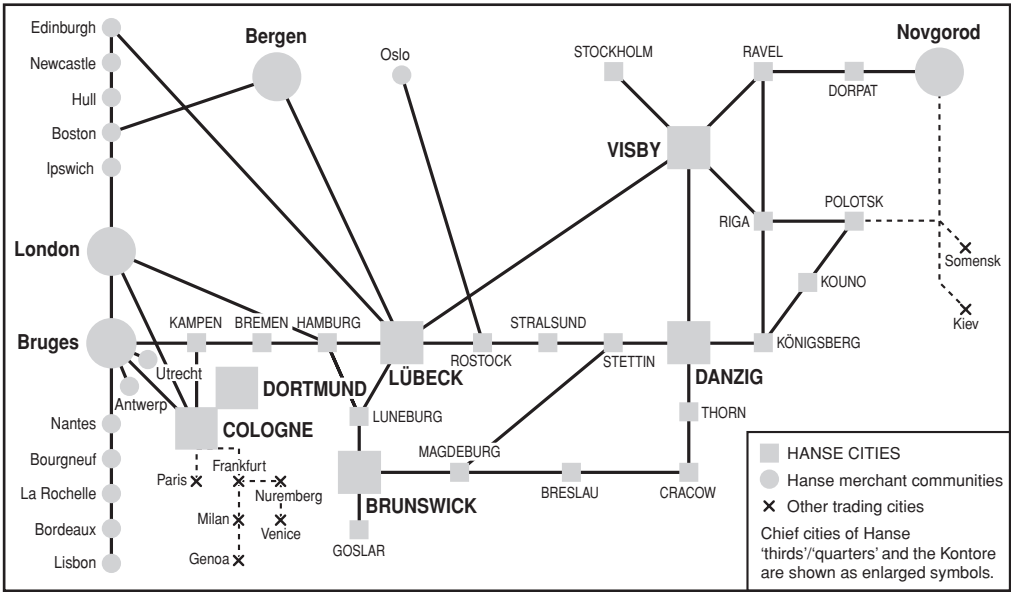 Edinburgh
Bergen
Novgorod
Oslo
STOCKHOLM
RAVEL
Newcastle
DORPAT
Hull
Boston
VISBY
Ipswich
POLOTSK
RIGA
London
Somensk
KOUNO
KAMPEN
BREMEN
HAMBURG
STRALSUND
Kiev
Bruges
KÖNIGSBERG
ROSTOCK
STETTIN
Utrecht
LÜBECK
DANZIG
DORTMUND
Antwerp
THORN
LUNEBURG
Nantes
COLOGNE
MAGDEBURG
Bourgneuf
Frankfurt
Paris
Nuremberg
La Rochelle
BRESLAU
CRACOW
BRUNSWICK
Milan
Bordeaux
Venice
GOSLAR
Genoa
Lisbon
HANSE CITIES
Hanse merchant communities
Other trading cities
Chief cities of Hanse
‘thirds’/‘quarters’ and the Kontore
are shown as enlarged symbols.